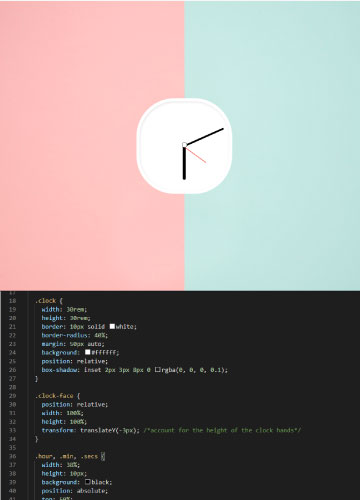 17
18 .clock {
19 width: 30rem;
20 height: 30rem;
21 border: 10px solid white;
22 border-radius: 40%;
23 margin: 50px auto;
24 background: #ffffff;
25 position: relative;
26 box-shadow: inset 2px 3px 8px 0 rgba(0, 0, 0, 0.1);
27 }
28
29 .clock-face {
30 position: relative;
31 width: 100%;
32 height: 100%;
33 transform: translateY(-3px); /*account for the height of the clock hands*/
34 }
35
36 .hour, .min, .secs {
37 width: 38%;
38 height: 10px;
39 background: black;
40 position: absolute;
41 top: 50%;